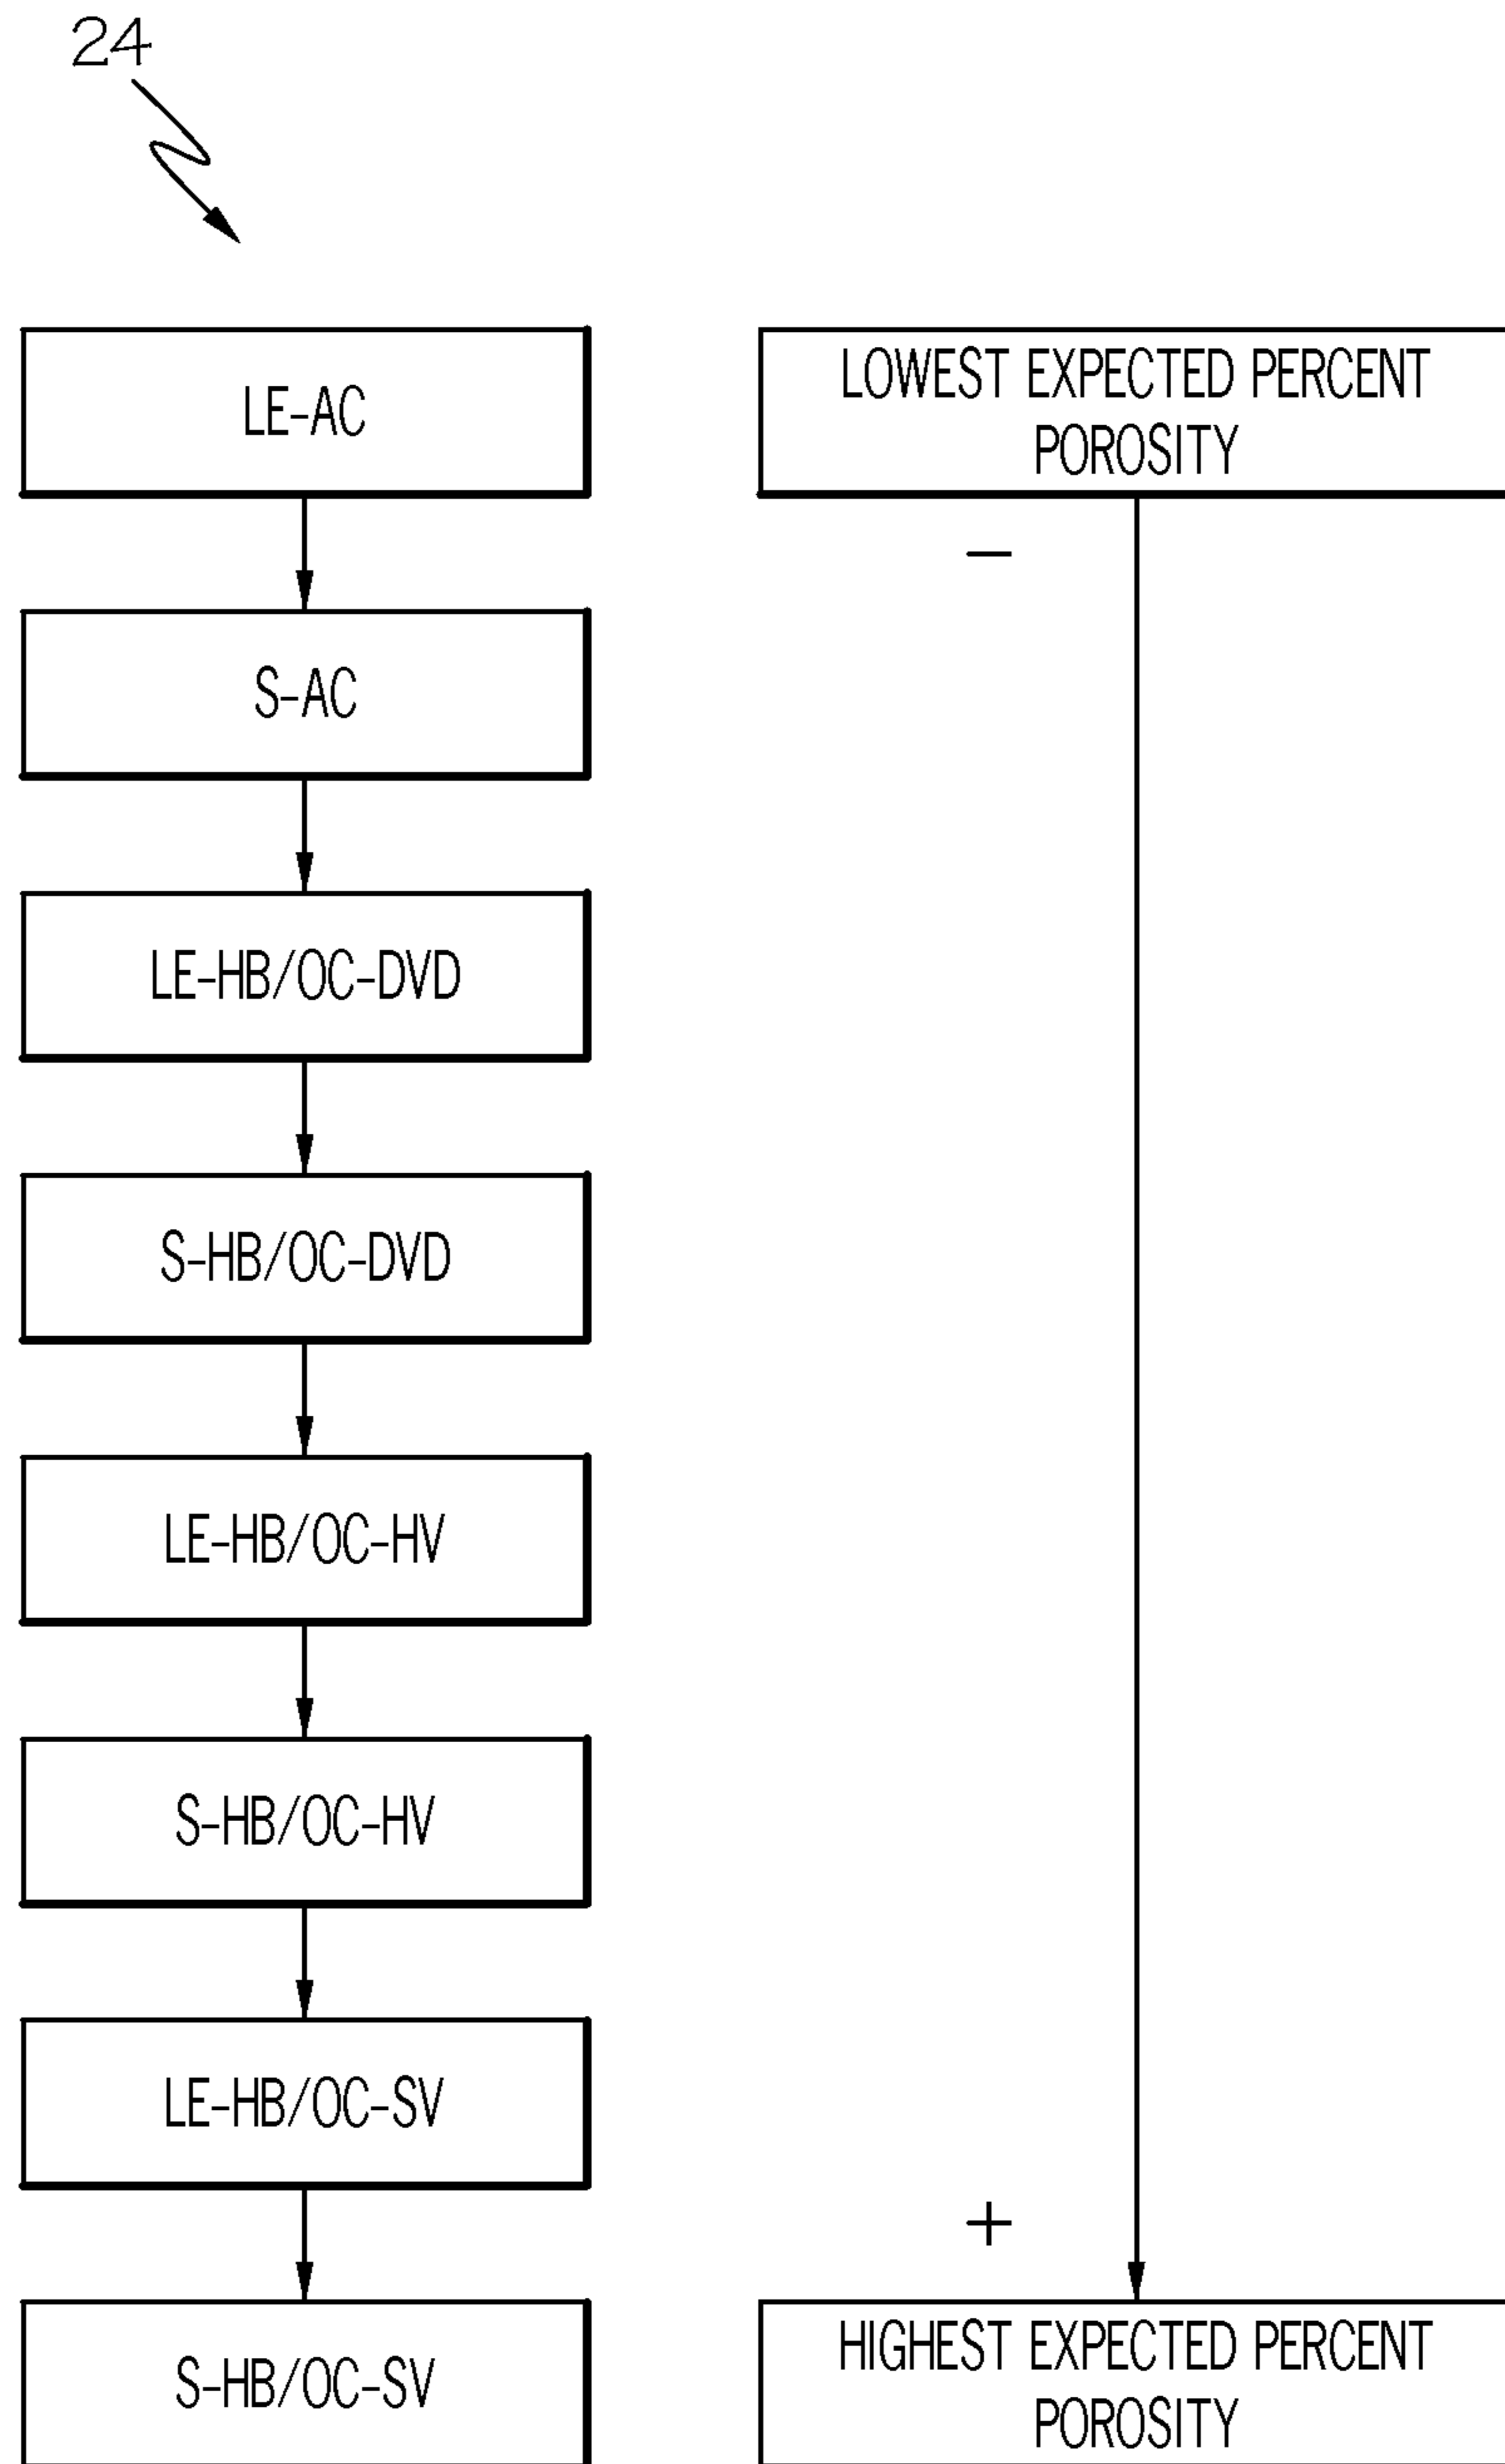 24
LE-AC
LOWEST EXPECTED PERCENT
POROSITY
−
S-AC
LE-HB/OC-DVD
S-HB/OC-DVD
LE-HB/OC-HV
S-HB/OC-HV
LE-HB/OC-SV
+
S-HB/OC-SV
HIGHEST EXPECTED PERCENT
POROSITY